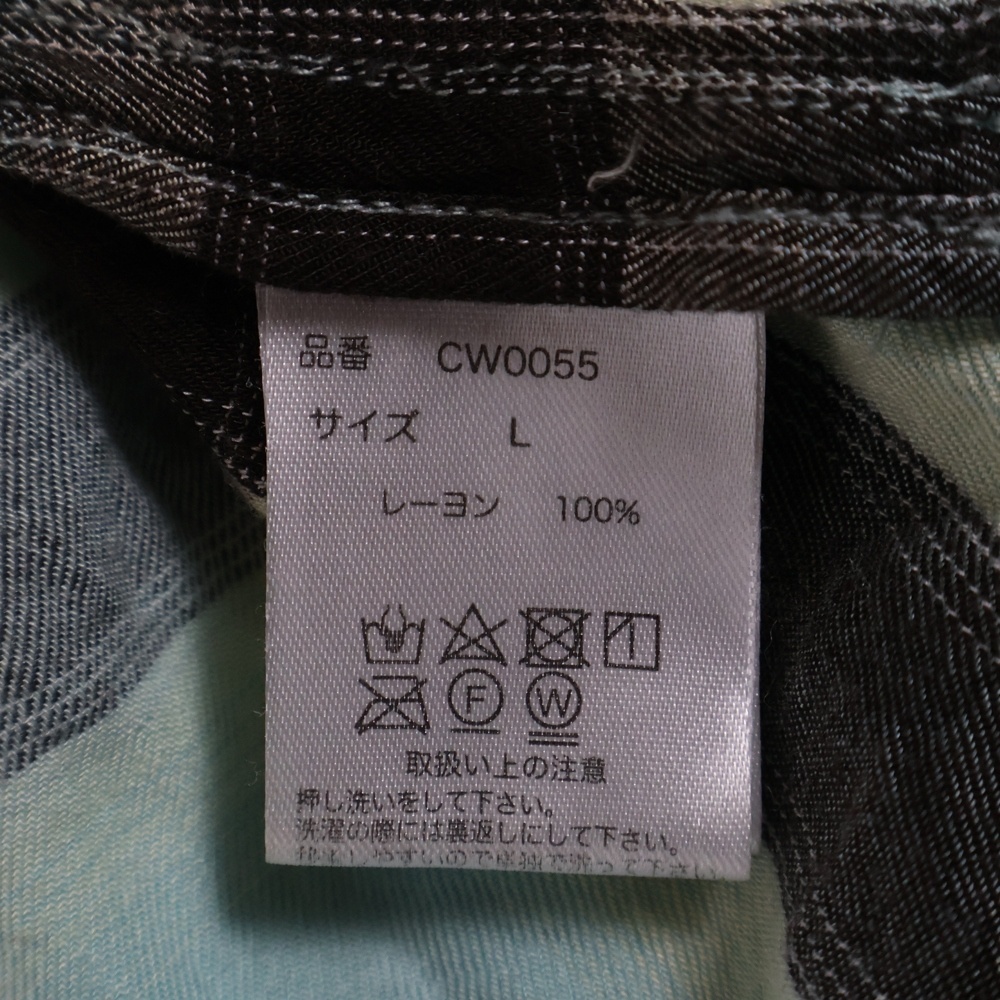 品番 CW0055
サイズ L
レーヨン 100%
F W
取扱い上の注意
押し洗いをして下さい。
洗濯の際には裏返しにして下さい。